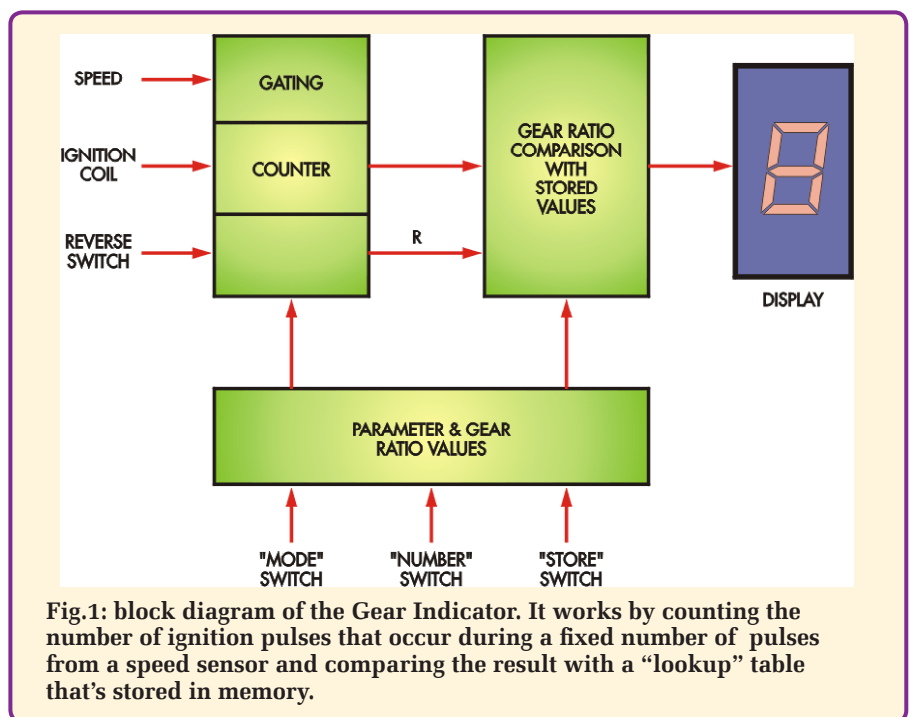 SPEED
GATING
IGNITION
COIL
COUNTER
REVERSE
SWITCH
R
GEAR RATIO
COMPARISON
WITH
STORED
VALUES
DISPLAY
PARAMETER & GEAR
RATIO VALUES
"MODE"
SWITCH
"NUMBER"
SWITCH
"STORE"
SWITCH
Fig.1: block diagram of the Gear Indicator. It works by counting the
number of ignition pulses that occur during a fixed number of pulses
from a speed sensor and comparing the result with a “lookup” table
that’s stored in memory.